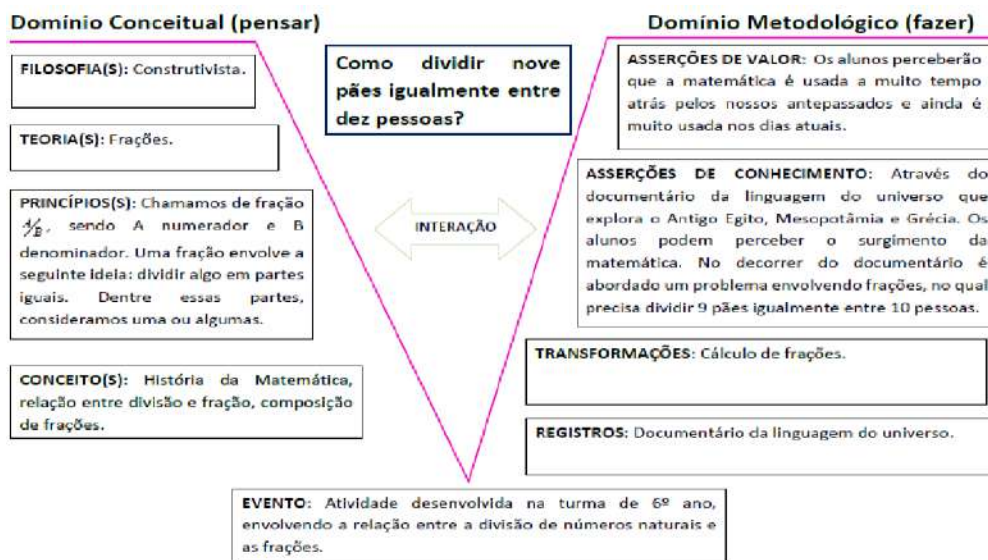 Domínio Conceitual (pensar)
FILOSOFIA(S): Construtivista.
TEORIA(S): Frações.
PRINCÍPIOS(S): Chamamos de fração
A/B, sendo A numerador e B
denominador. Uma fração envolve a
seguinte ideia: dividir algo em partes
iguais. Dentre essas partes,
consideramos uma ou algumas.
CONCEITO(S): História da Matemática,
relação entre divisão e fração, composição
de frações.
Como dividir nove
pães igualmente entre
dez pessoas?
INTERAÇÃO
Domínio Metodológico (fazer)
ASSERÇÕES DE VALOR: Os alunos perceberão
que a matemática é usada a muito tempo
atrás pelos nossos antepassados e ainda é
muito usada nos dias atuais.
ASSERÇÕES DE CONHECIMENTO: Através do
documentário da linguagem do universo que
explora o Antigo Egito, Mesopotâmia e Grécia. Os
alunos podem perceber o surgimento da
matemática. No decorrer do documentário é
abordado um problema envolvendo frações, no qual
precisa dividir 9 pães igualmente entre 10 pessoas.
TRANSFORMAÇÕES: Cálculo de frações.
REGISTROS: Documentário da linguagem do universo.
EVENTO: Atividade desenvolvida na turma de 6º ano,
envolvendo a relação entre a divisão de números naturais e
as frações.